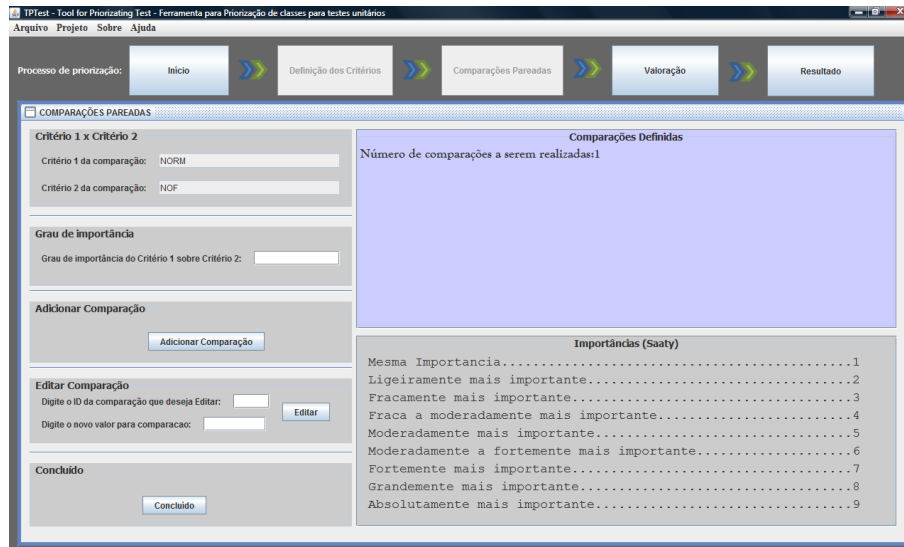 TPTest - Tool for Priorizating Test - Ferramenta para Priorização de classes para testes unitários
Arquivo Projeto Sobre Ajuda
Processo de priorização:
Inicio
Definição dos Critérios
Comparações Pareadas
Valoração
Resultado
COMPARAÇÕES PAREADAS
Critério 1 x Critério 2
Critério 1 da comparação: NORM
Critério 2 da comparação: NOF
Grau de importância
Grau de importância do Critério 1 sobre Critério 2:
Adicionar Comparação
Adicionar Comparação
Editar Comparação
Digite o ID da comparação que deseja Editar:
Editar
Digite o novo valor para comparacao:
Concluído
Concluído
Comparações Definidas
Número de comparações a serem realizadas:1
Importâncias (Saaty)
Mesma Importancia.............................................1
Ligeiramente mais importante..................................2
Fracamente mais importante....................................3
Fraca a moderadamente mais importante.........................4
Moderadamente mais importante.................................5
Moderadamente a fortemente mais importante....................6
Fortemente mais importante....................................7
Grandemente mais importante...................................8
Absolutamente mais importante.................................9